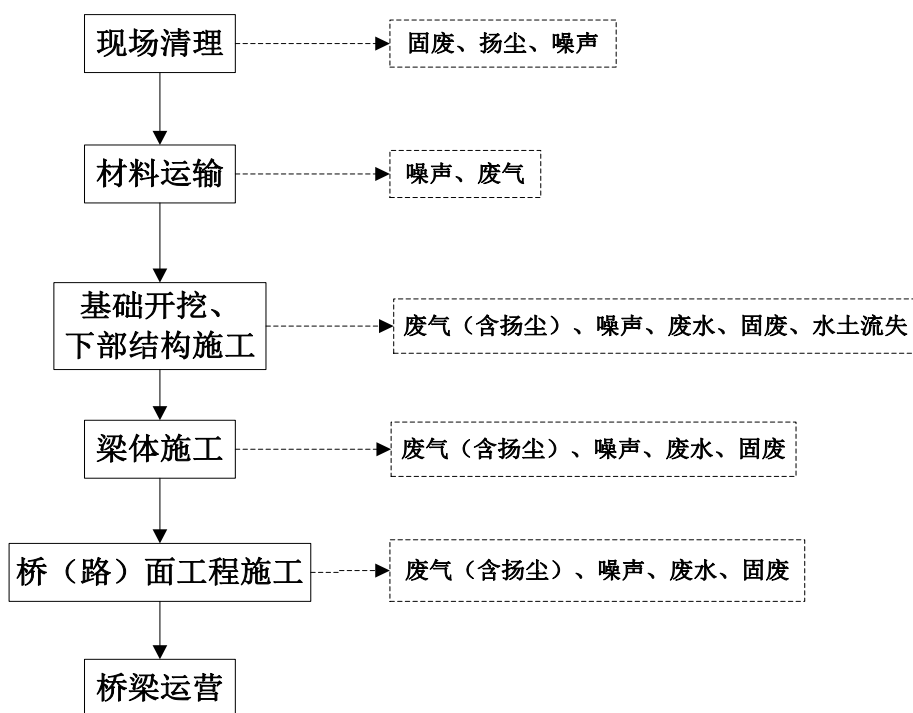 现场清理
固废、扬尘、噪声
材料运输
噪声、废气
基础开挖、
下部结构施工
废气（含扬尘）、噪声、废水、固废、水土流失
梁体施工
废气（含扬尘）、噪声、废水、固废
桥（路）面工程施工
废气（含扬尘）、噪声、废水、固废
桥梁运营